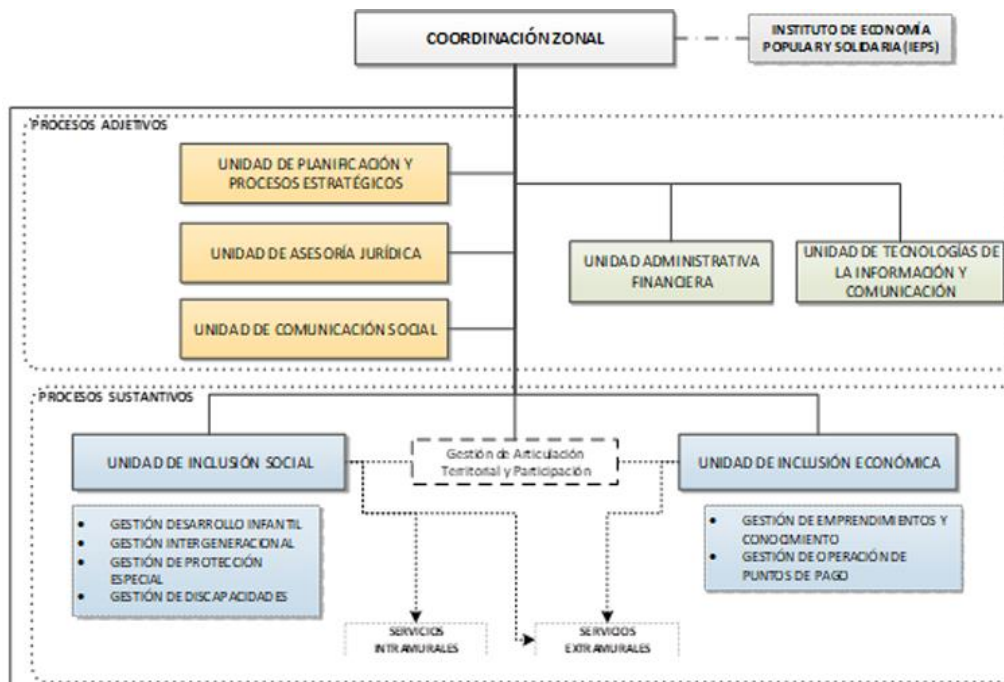 COORDINACIÓN ZONAL
INSTITUTO DE ECONOMÍA
POPULAR Y SOLIDARIA (IEPS)
PROCESOS ADJETIVOS
UNIDAD DE PLANIFICACIÓN Y
PROCESOS ESTRATÉGICOS
UNIDAD DE ASESORÍA JURÍDICA
UNIDAD DE COMUNICACIÓN SOCIAL
UNIDAD ADMINISTRATIVA
FINANCIERA
UNIDAD DE TECNOLOGÍAS DE
LA INFORMACIÓN Y
COMUNICACIÓN
PROCESOS SUSTANTIVOS
UNIDAD DE INCLUSIÓN SOCIAL
Gestión de Articulación
Territorial y Participación
UNIDAD DE INCLUSIÓN ECONÓMICA
• GESTIÓN DESARROLLO INFANTIL
• GESTIÓN INTERGENERACIONAL
• GESTIÓN DE PROTECCIÓN
ESPECIAL
• GESTIÓN DE DISCAPACIDADES
• GESTIÓN DE EMPRENDIMIENTOS Y
CONOCIMIENTO
• GESTIÓN DE OPERACIÓN DE
PUNTOS DE PAGO
SERVICIOS
INTRAMURALES
SERVICIOS
EXTRAMURALES